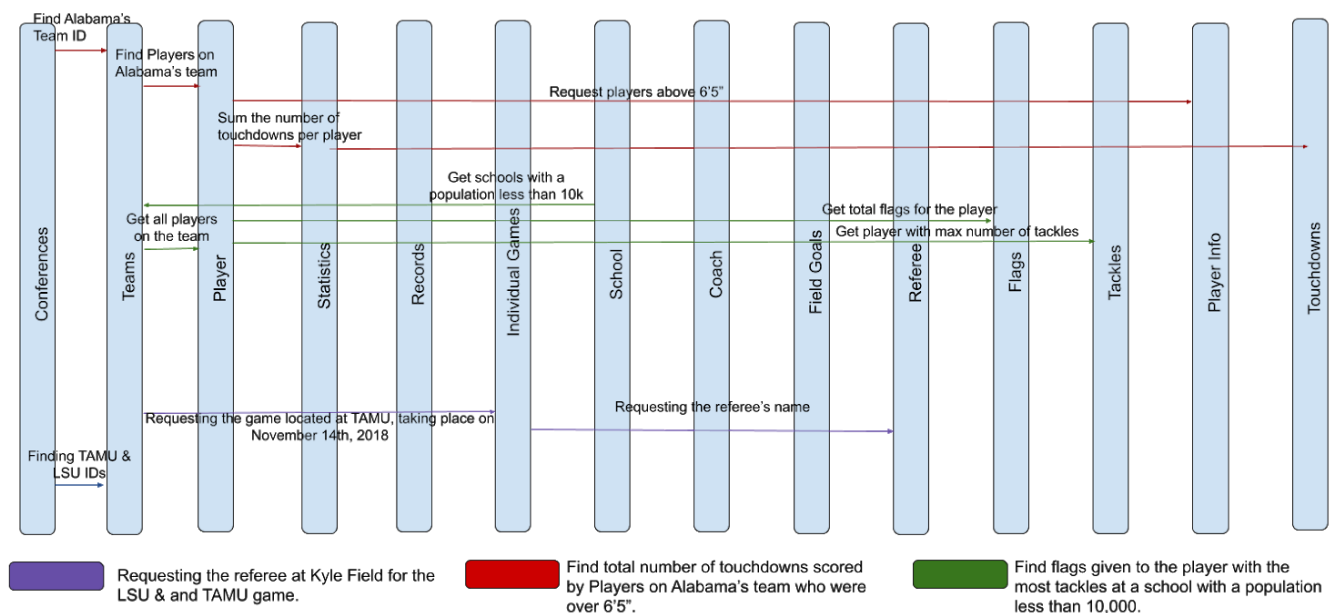 Find Alabama's
Team ID
Find Players on
Alabama's team
Request players above 6'5"
Sum the number of
touchdowns per player
Get schools with a
population less than 10k
Get all players
on the team
Get total flags for the player
Get player with max number of tackles
Conferences
Teams
Player
Statistics
Records
Individual Games
School
Coach
Field Goals
Referee
Flags
Tackles
Player Info
Touchdowns
Requesting the game located at TAMU, taking place on
November 14th, 2018
Requesting the referee's name
Finding TAMU &
LSU IDs
Requesting the referee at Kyle Field for the
LSU & and TAMU game.
Find total number of touchdowns scored
by Players on Alabama's team who were
over 6'5".
Find flags given to the player with the
most tackles at a school with a population
less than 10,000.